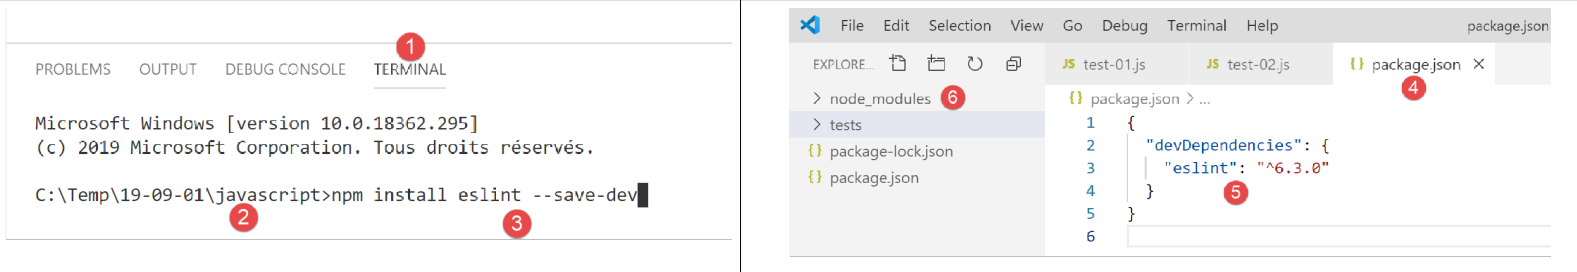 1
PROBLEMS OUTPUT DEBUG CONSOLE TERMINAL
Microsoft Windows [version 10.0.18362.295]
(c) 2019 Microsoft Corporation. Tous droits réservés.
C:\Temp\19-09-01\javascript>npm install eslint --save-dev
2
3
File Edit Selection View Go Debug Terminal Help package.json
EXPLORE...
JS test-01.js JS test-02.js {} package.json
4
node_modules 6
tests
{} package-lock.json
{} package.json
{} package.json > ...
1 {
2 "devDependencies": {
3 "eslint": "^6.3.0"
4 }
5
5 }
6